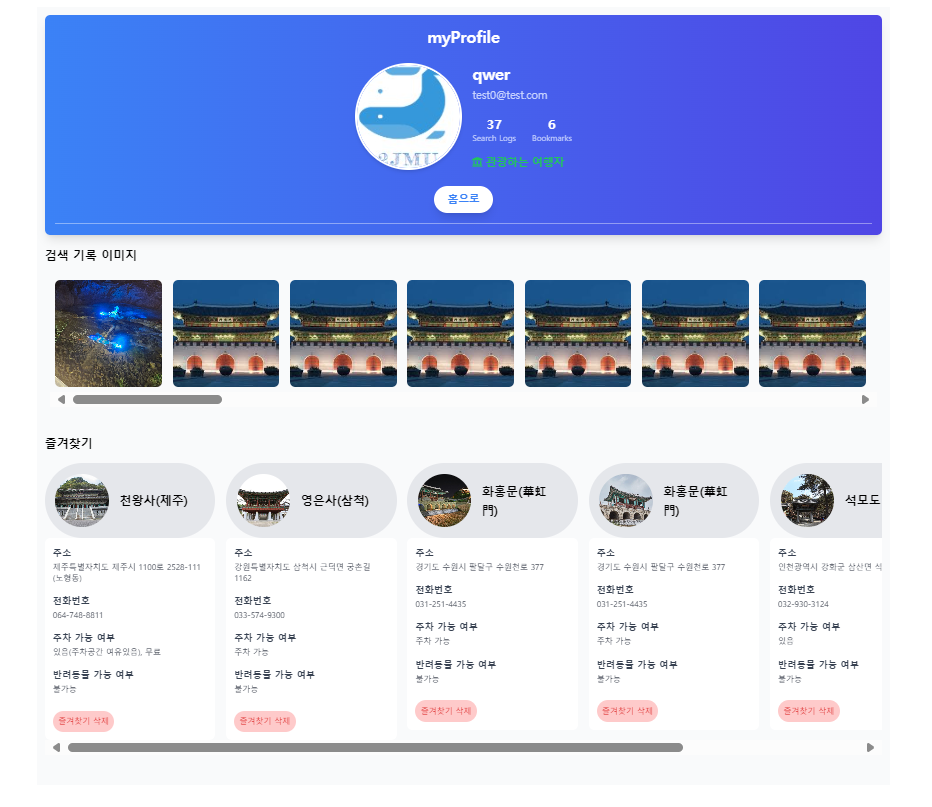 myProfile
qwer
test0@test.com
37
6
Search Logs
Bookmarks
관광하는 여행자
홈으로
검색 기록 이미지
즐겨찾기
천왕사(제주)
주소
제주특별자치도 제주시 1100로 2528-111
(노형동)
전화번호
064-748-8811
주차 가능 여부
있음(주차공간 여유있음), 무료
반려동물 가능 여부
불가능
즐겨찾기 삭제
영은사(삼척)
주소
강원특별자치도 삼척시 근덕면 궁촌길
1162
전화번호
033-574-9300
주차 가능 여부
주차 가능
반려동물 가능 여부
불가능
즐겨찾기 삭제
화홍문(華虹
門)
주소
경기도 수원시 팔달구 수원천로 377
전화번호
031-251-4435
주차 가능 여부
주차 가능
반려동물 가능 여부
불가능
즐겨찾기 삭제
화홍문(華虹
門)
주소
경기도 수원시 팔달구 수원천로 377
전화번호
031-251-4435
주차 가능 여부
주차 가능
반려동물 가능 여부
불가능
즐겨찾기 삭제
석모도
주소
인천광역시 강화군 삼산면
전화번호
032-930-3124
주차 가능 여부
있음
반려동물 가능 여부
불가능
즐겨찾기 삭제